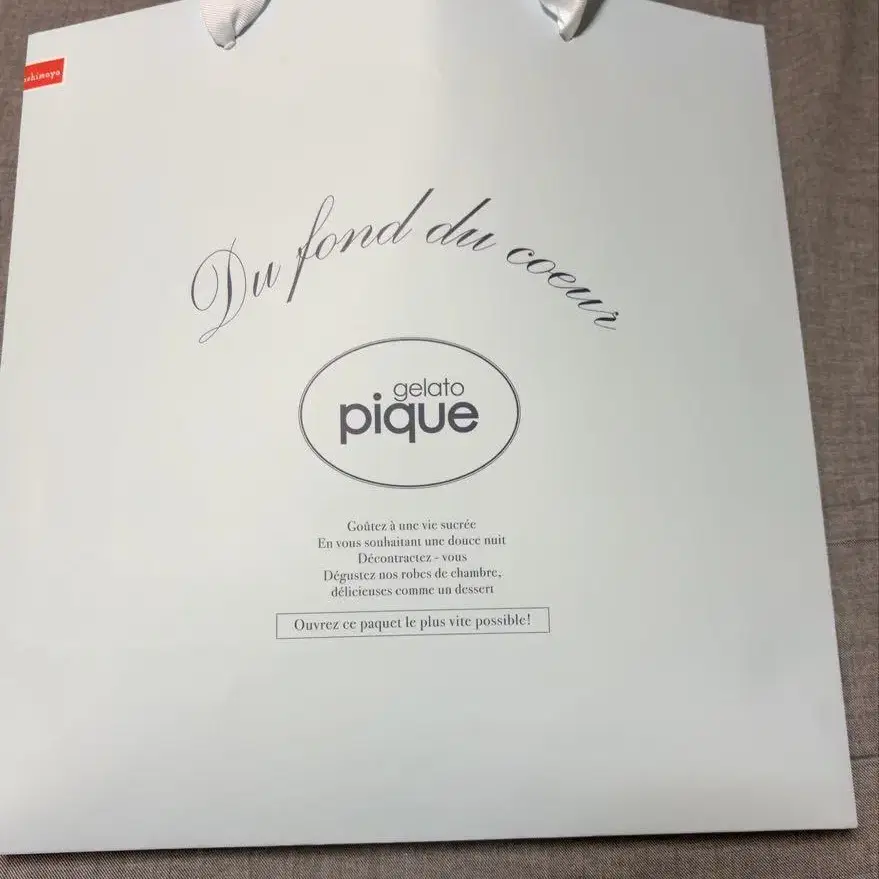 Du fond du coeur
gelato
pique
Goûtez à une vie sucrée
En vous souhaitant une douce nuit
Décontractez - vous
Dégustez nos robes de chambre,
délicieuses comme un dessert
Ouvrez ce paquet le plus vite possible!